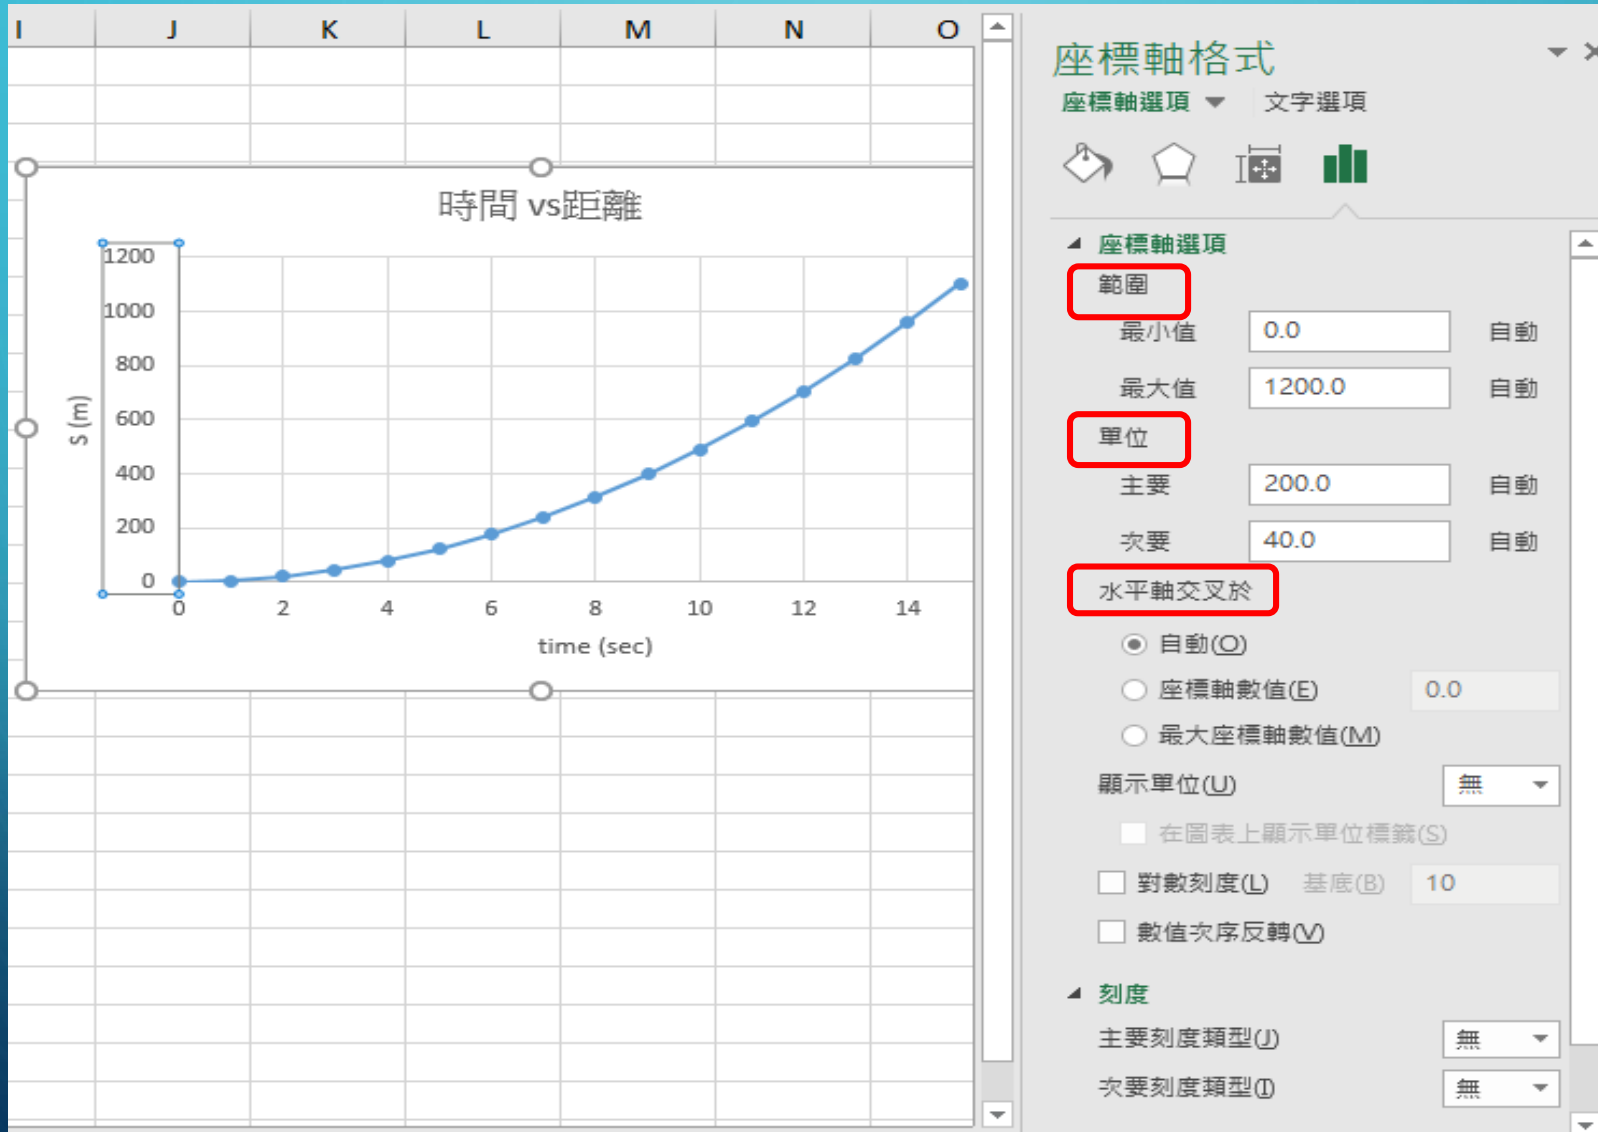 I J K L M N O
時間 vs距離
1200
1000
800
600
400
200
0
S (m)
0 2 4 6 8 10 12 14
time (sec)
座標軸格式
座標軸選項 文字選項
座標軸選項
範圍
最小值 0.0 自動
最大值 1200.0 自動
單位
主要 200.0 自動
次要 40.0 自動
水平軸交叉於
自動(O)
座標軸數值(E) 0.0
最大座標軸數值(M)
顯示單位(U) 無
在圖表上顯示單位標籤(S)
對數刻度(L) 基底(B) 10
數值次序反轉(V)
刻度
主要刻度類型(J) 無
次要刻度類型(I) 無